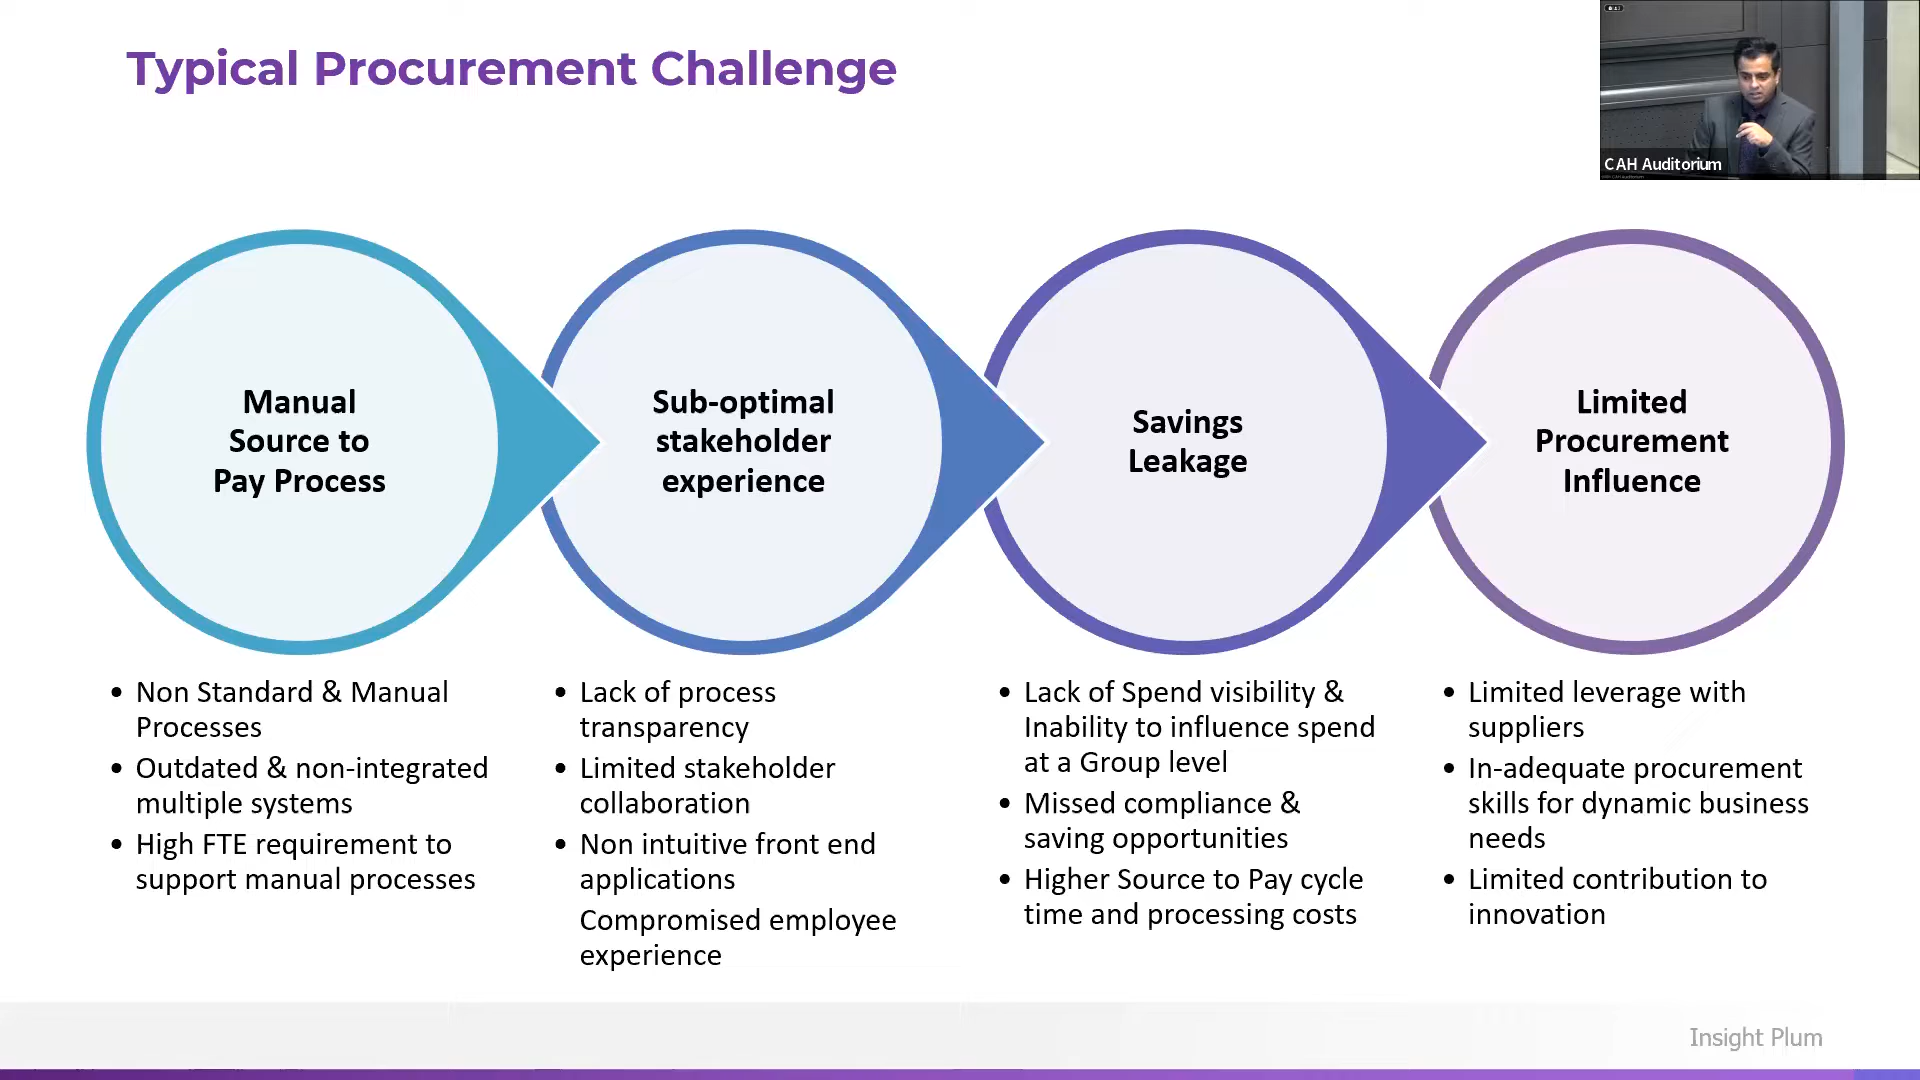 Typical Procurement Challenge
CAH Auditorium
Manual
Source to
Pay Process
Sub-optimal
stakeholder
experience
Savings
Leakage
Limited
Procurement
Influence
• Non Standard & Manual
Processes
• Outdated & non-integrated
multiple systems
• High FTE requirement to
support manual processes
• Lack of process
transparency
• Limited stakeholder
collaboration
• Non intuitive front end
applications
Compromised employee
experience
• Lack of Spend visibility &
Inability to influence spend
at a Group level
• Missed compliance &
saving opportunities
• Higher Source to Pay cycle
time and processing costs
• Limited leverage with
suppliers
• In-adequate procurement
skills for dynamic business
needs
• Limited contribution to
innovation
Insight Plum